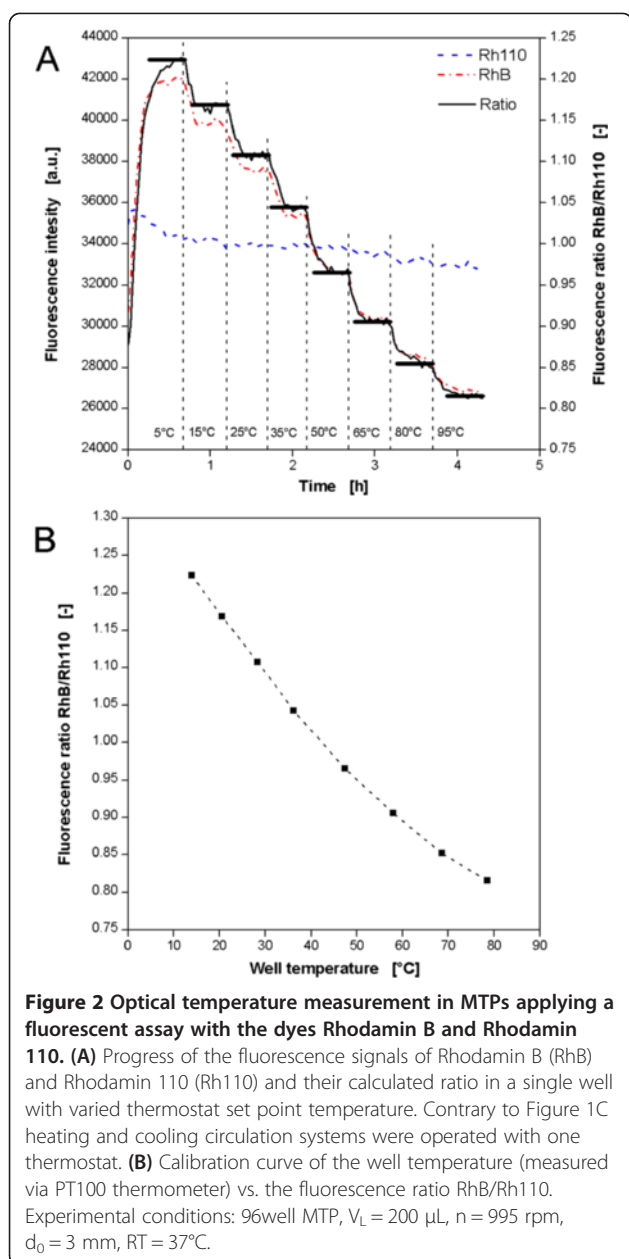 A
Fluorescence intesity [a.u.]
44000
42000
40000
38000
36000
34000
32000
30000
28000
26000
24000
Rh110
RhB
Ratio
1.25
1.20
1.15
1.10
1.05
1.00
0.95
0.90
0.85
0.80
0.75
Fluorescence ratio RhB/Rh110 [-]
5°C 15°C 25°C 35°C 50°C 65°C 80°C 95°C
0 1 2 3 4 5
Time [h]
B
Fluorescence ratio RhB/Rh110 [-]
1.30
1.25
1.20
1.15
1.10
1.05
1.00
0.95
0.90
0.85
0.80
0.75
0 10 20 30 40 50 60 70 80 90
Well temperature [°C]
Figure 2 Optical temperature measurement in MTPs applying a
fluorescent assay with the dyes Rhodamin B and Rhodamin
110. (A) Progress of the fluorescence signals of Rhodamin B (RhB)
and Rhodamin 110 (Rh110) and their calculated ratio in a single well
with varied thermostat set point temperature. Contrary to Figure 1C
heating and cooling circulation systems were operated with one
thermostat. (B) Calibration curve of the well temperature (measured
via PT100 thermometer) vs. the fluorescence ratio RhB/Rh110.
Experimental conditions: 96well MTP, V_L = 200 μL, n = 995 rpm,
d₀ = 3 mm, RT = 37°C.